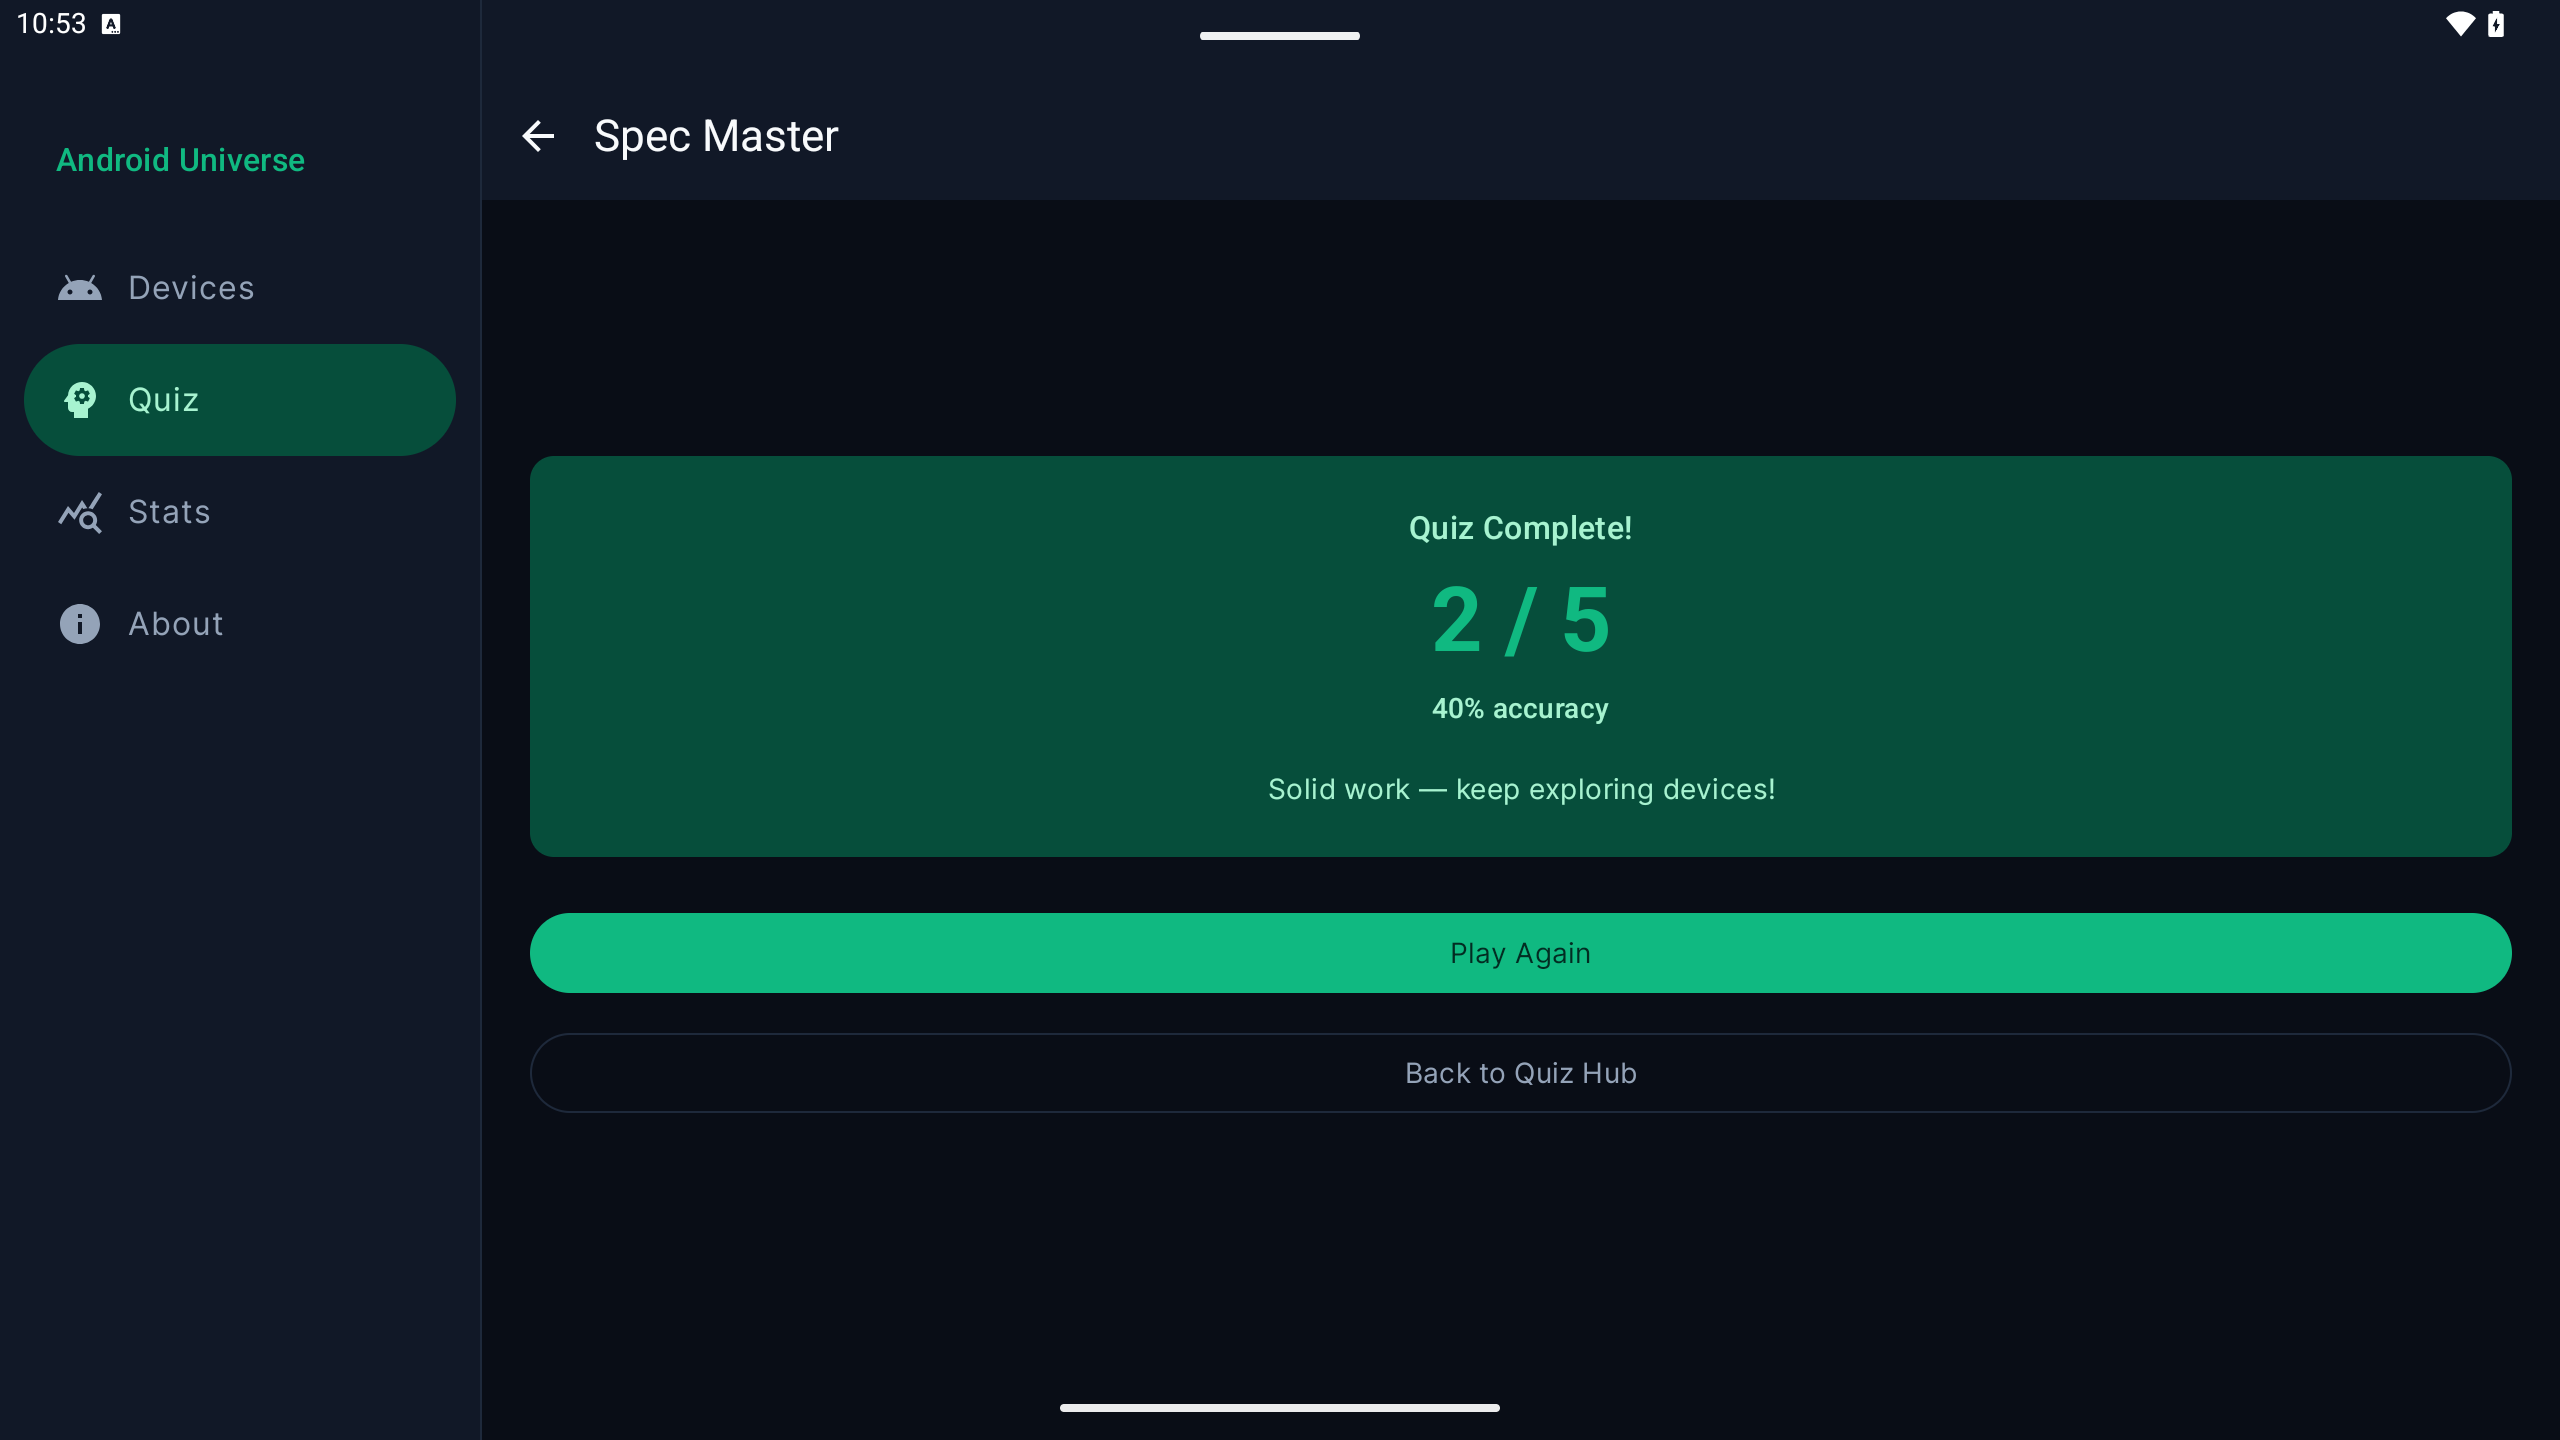 10:53
Android Universe
Devices
Quiz
Stats
About
Spec Master
Quiz Complete!
2 / 5
40% accuracy
Solid work — keep exploring devices!
Play Again
Back to Quiz Hub